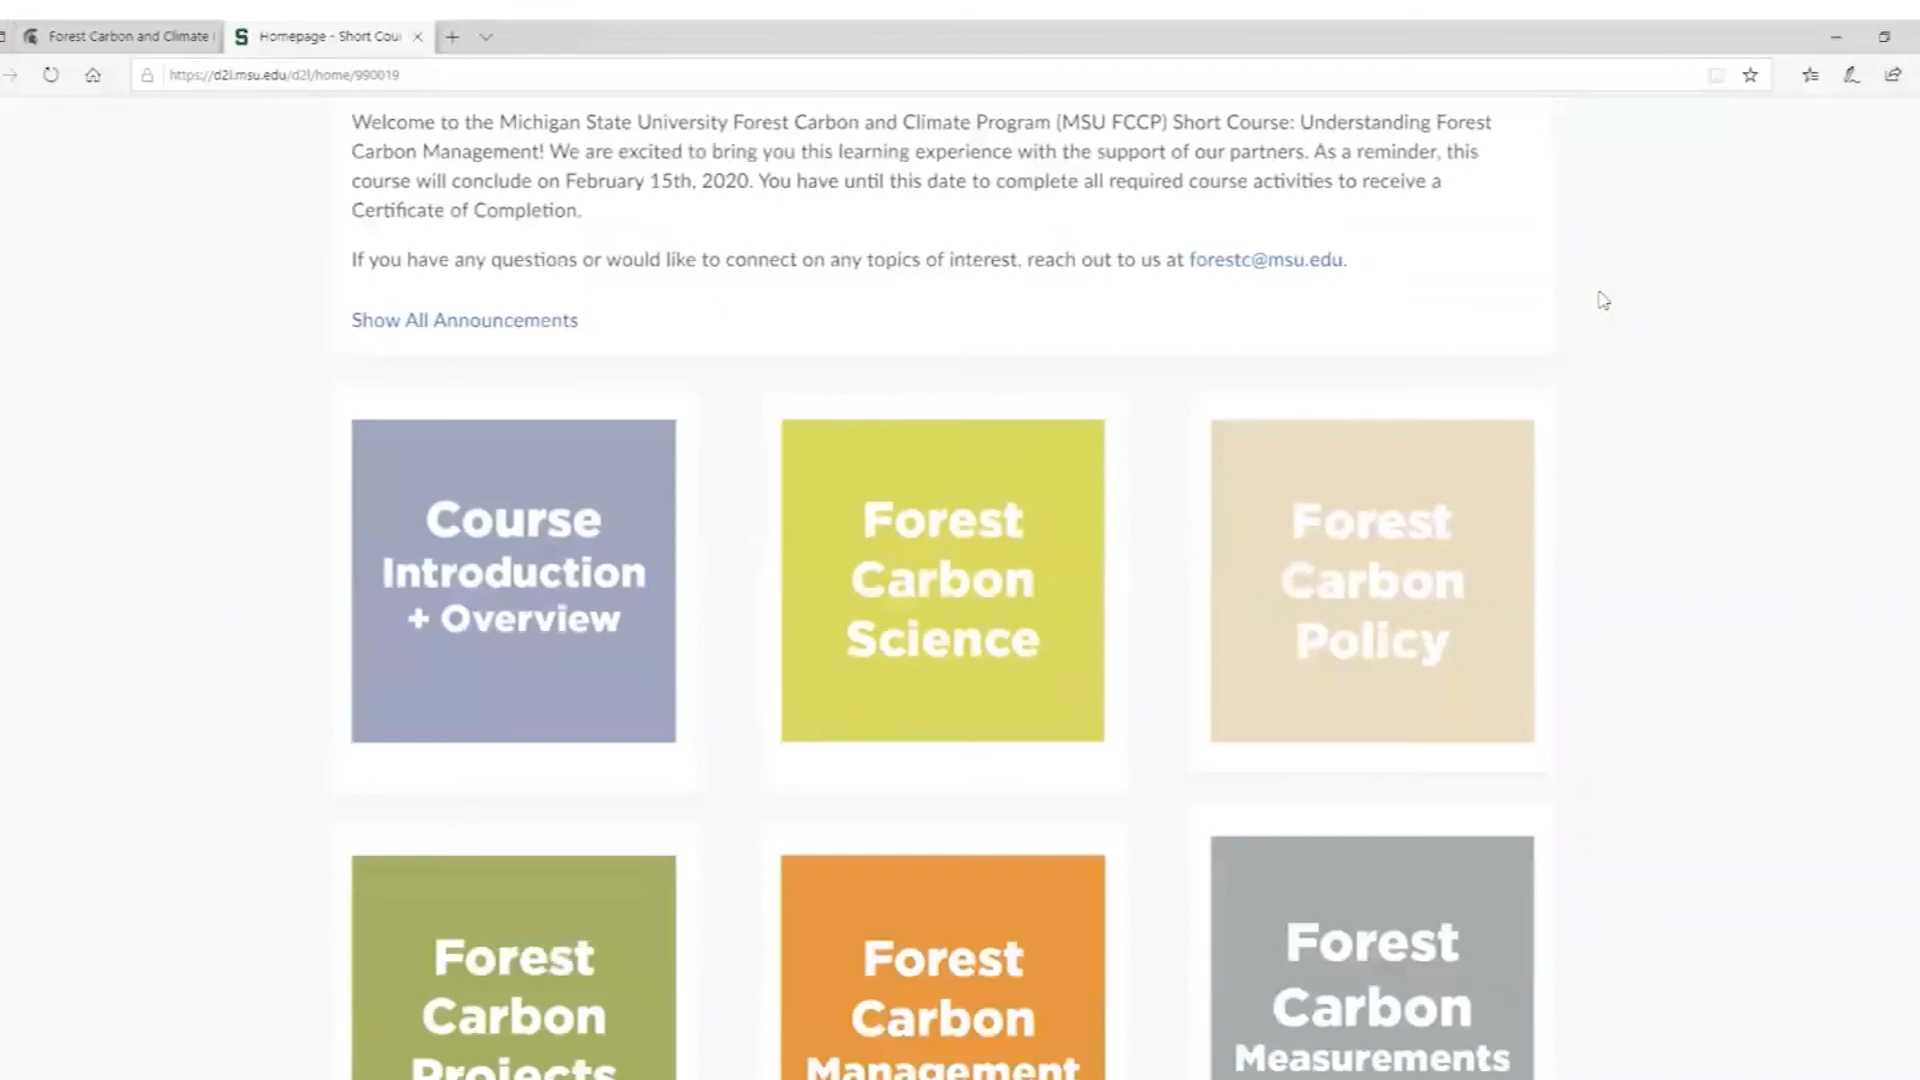 Forest Carbon and Climate
Homepage - Short Cou
https://d2l.msu.edu/d2l/home/990019
Welcome to the Michigan State University Forest Carbon and Climate Program (MSU FCCP) Short Course: Understanding Forest
Carbon Management! We are excited to bring you this learning experience with the support of our partners. As a reminder, this
course will conclude on February 15th, 2020. You have until this date to complete all required course activities to receive a
Certificate of Completion.
If you have any questions or would like to connect on any topics of interest, reach out to us at forestc@msu.edu.
Show All Announcements
Course
Introduction
+ Overview
Forest
Carbon
Science
Forest
Carbon
Policy
Forest
Carbon
Projects
Forest
Carbon
Management
Forest
Carbon
Measurements